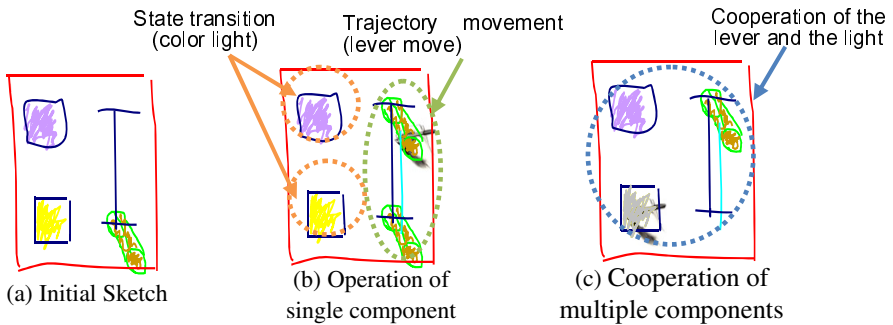 State transition
(color light)
Trajectory movement
(lever move)
Cooperation of the
lever and the light
(a) Initial Sketch
(b) Operation of
single component
(c) Cooperation of
multiple components